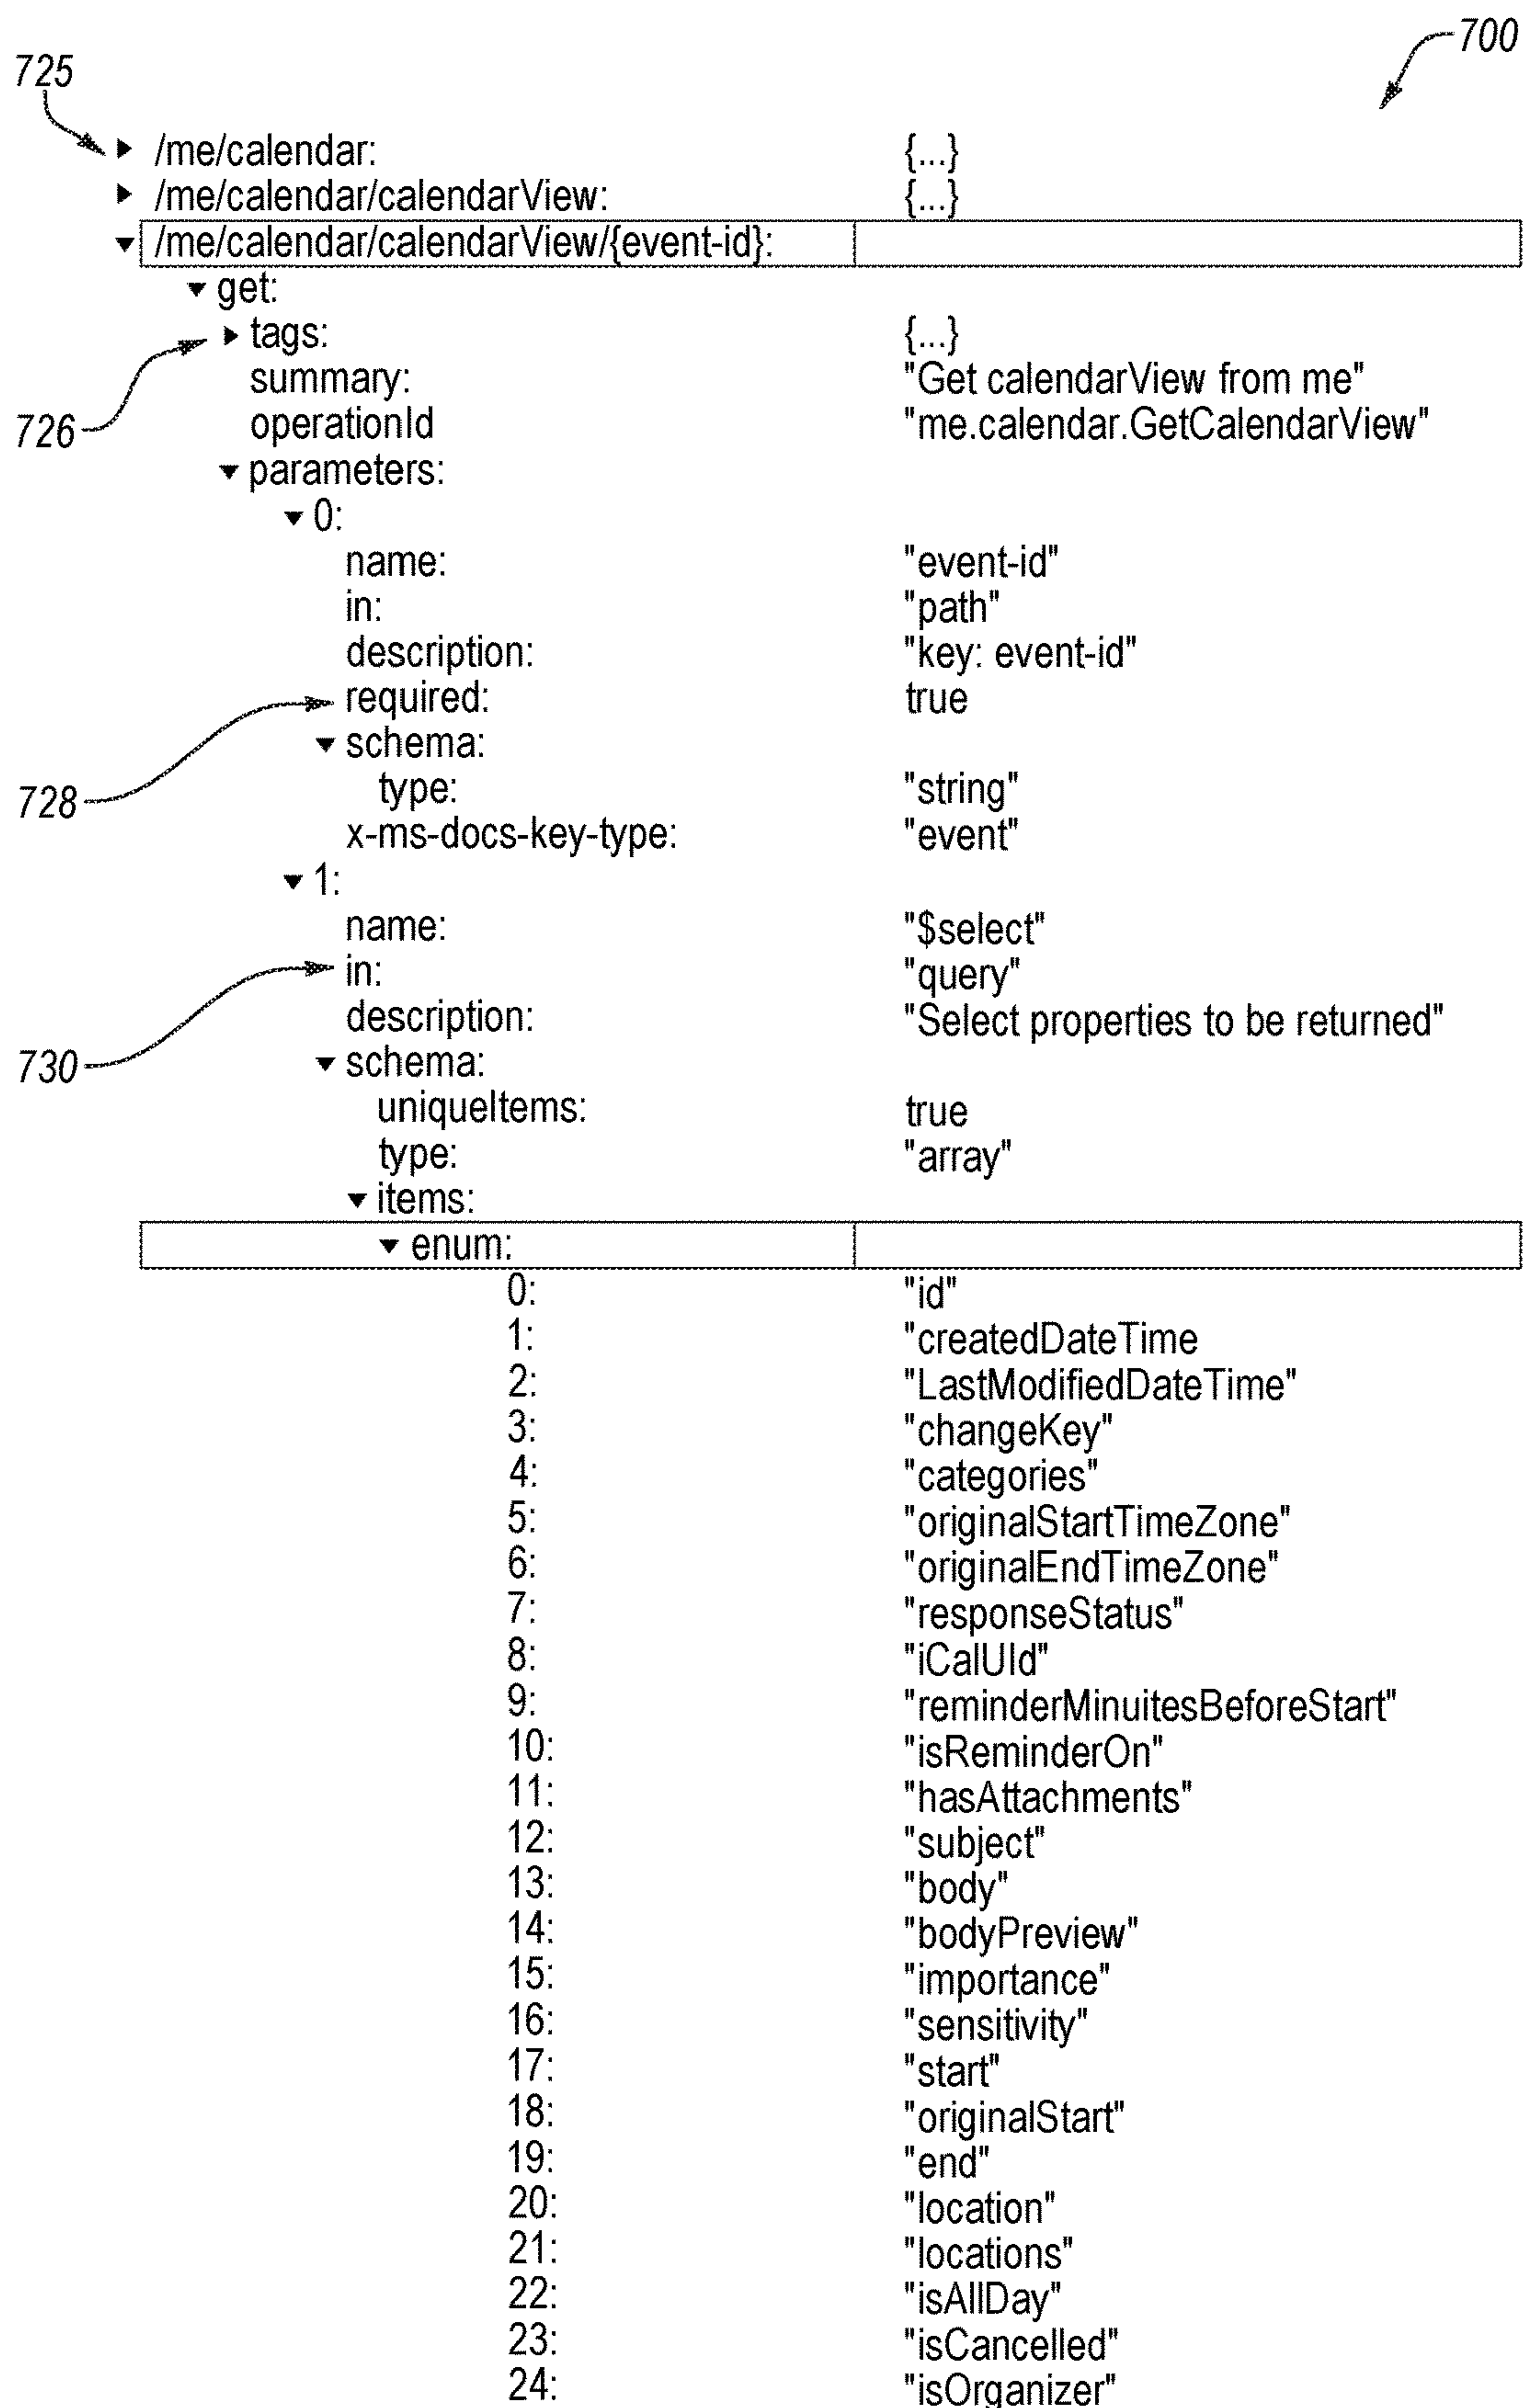 700
725
/me/calendar: {...}
/me/calendar/calendarView: {...}
/me/calendar/calendarView/{event-id}:
get:
tags: {...}
summary: "Get calendarView from me"
726
operationId "me.calendar.GetCalendarView"
parameters:
0:
name: "event-id"
in: "path"
description: "key: event-id"
required: true
schema:
728
type: "string"
x-ms-docs-key-type: "event"
1:
name: "$select"
in: "query"
description: "Select properties to be returned"
730
schema:
uniqueItems: true
type: "array"
items:
enum:
0: "id"
1: "createdDateTime
2: "LastModifiedDateTime"
3: "changeKey"
4: "categories"
5: "originalStartTimeZone"
6: "originalEndTimeZone"
7: "responseStatus"
8: "iCalUId"
9: "reminderMinuitesBeforeStart"
10: "isReminderOn"
11: "hasAttachments"
12: "subject"
13: "body"
14: "bodyPreview"
15: "importance"
16: "sensitivity"
17: "start"
18: "originalStart"
19: "end"
20: "location"
21: "locations"
22: "isAllDay"
23: "isCancelled"
24: "isOrganizer"